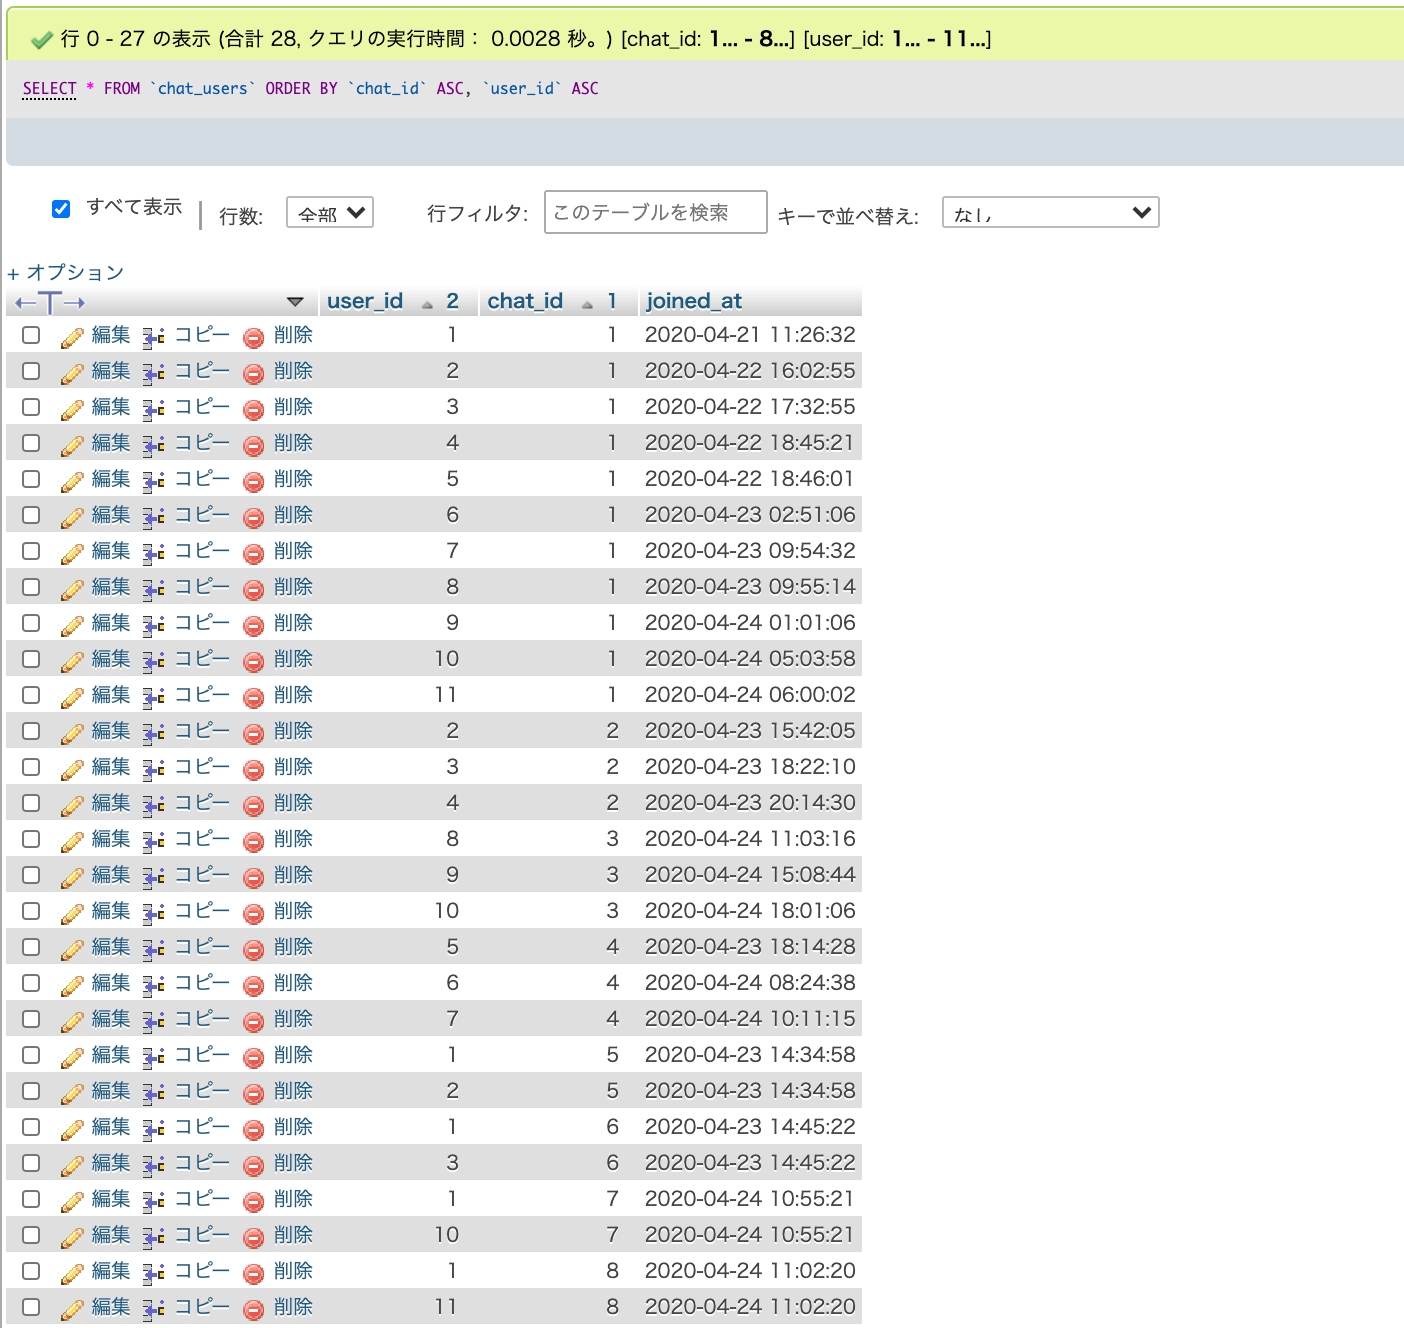 行 0 - 27 の表示 (合計 28, クエリの実行時間： 0.0028 秒。) [chat_id: 1... - 8...] [user_id: 1... - 11...]
SELECT * FROM `chat_users` ORDER BY `chat_id` ASC, `user_id` ASC
すべて表示 行数: 全部 行フィルタ: このテーブルを検索 キーで並べ替え: なし
+ オプション
←T→ user_id 2 chat_id 1 joined_at
編集 コピー 削除 1 1 2020-04-21 11:26:32
編集 コピー 削除 2 1 2020-04-22 16:02:55
編集 コピー 削除 3 1 2020-04-22 17:32:55
編集 コピー 削除 4 1 2020-04-22 18:45:21
編集 コピー 削除 5 1 2020-04-22 18:46:01
編集 コピー 削除 6 1 2020-04-23 02:51:06
編集 コピー 削除 7 1 2020-04-23 09:54:32
編集 コピー 削除 8 1 2020-04-23 09:55:14
編集 コピー 削除 9 1 2020-04-24 01:01:06
編集 コピー 削除 10 1 2020-04-24 05:03:58
編集 コピー 削除 11 1 2020-04-24 06:00:02
編集 コピー 削除 2 2 2020-04-23 15:42:05
編集 コピー 削除 3 2 2020-04-23 18:22:10
編集 コピー 削除 4 2 2020-04-23 20:14:30
編集 コピー 削除 8 3 2020-04-24 11:03:16
編集 コピー 削除 9 3 2020-04-24 15:08:44
編集 コピー 削除 10 3 2020-04-24 18:01:06
編集 コピー 削除 5 4 2020-04-23 18:14:28
編集 コピー 削除 6 4 2020-04-24 08:24:38
編集 コピー 削除 7 4 2020-04-24 10:11:15
編集 コピー 削除 1 5 2020-04-23 14:34:58
編集 コピー 削除 2 5 2020-04-23 14:34:58
編集 コピー 削除 1 6 2020-04-23 14:45:22
編集 コピー 削除 3 6 2020-04-23 14:45:22
編集 コピー 削除 1 7 2020-04-24 10:55:21
編集 コピー 削除 10 7 2020-04-24 10:55:21
編集 コピー 削除 1 8 2020-04-24 11:02:20
編集 コピー 削除 11 8 2020-04-24 11:02:20